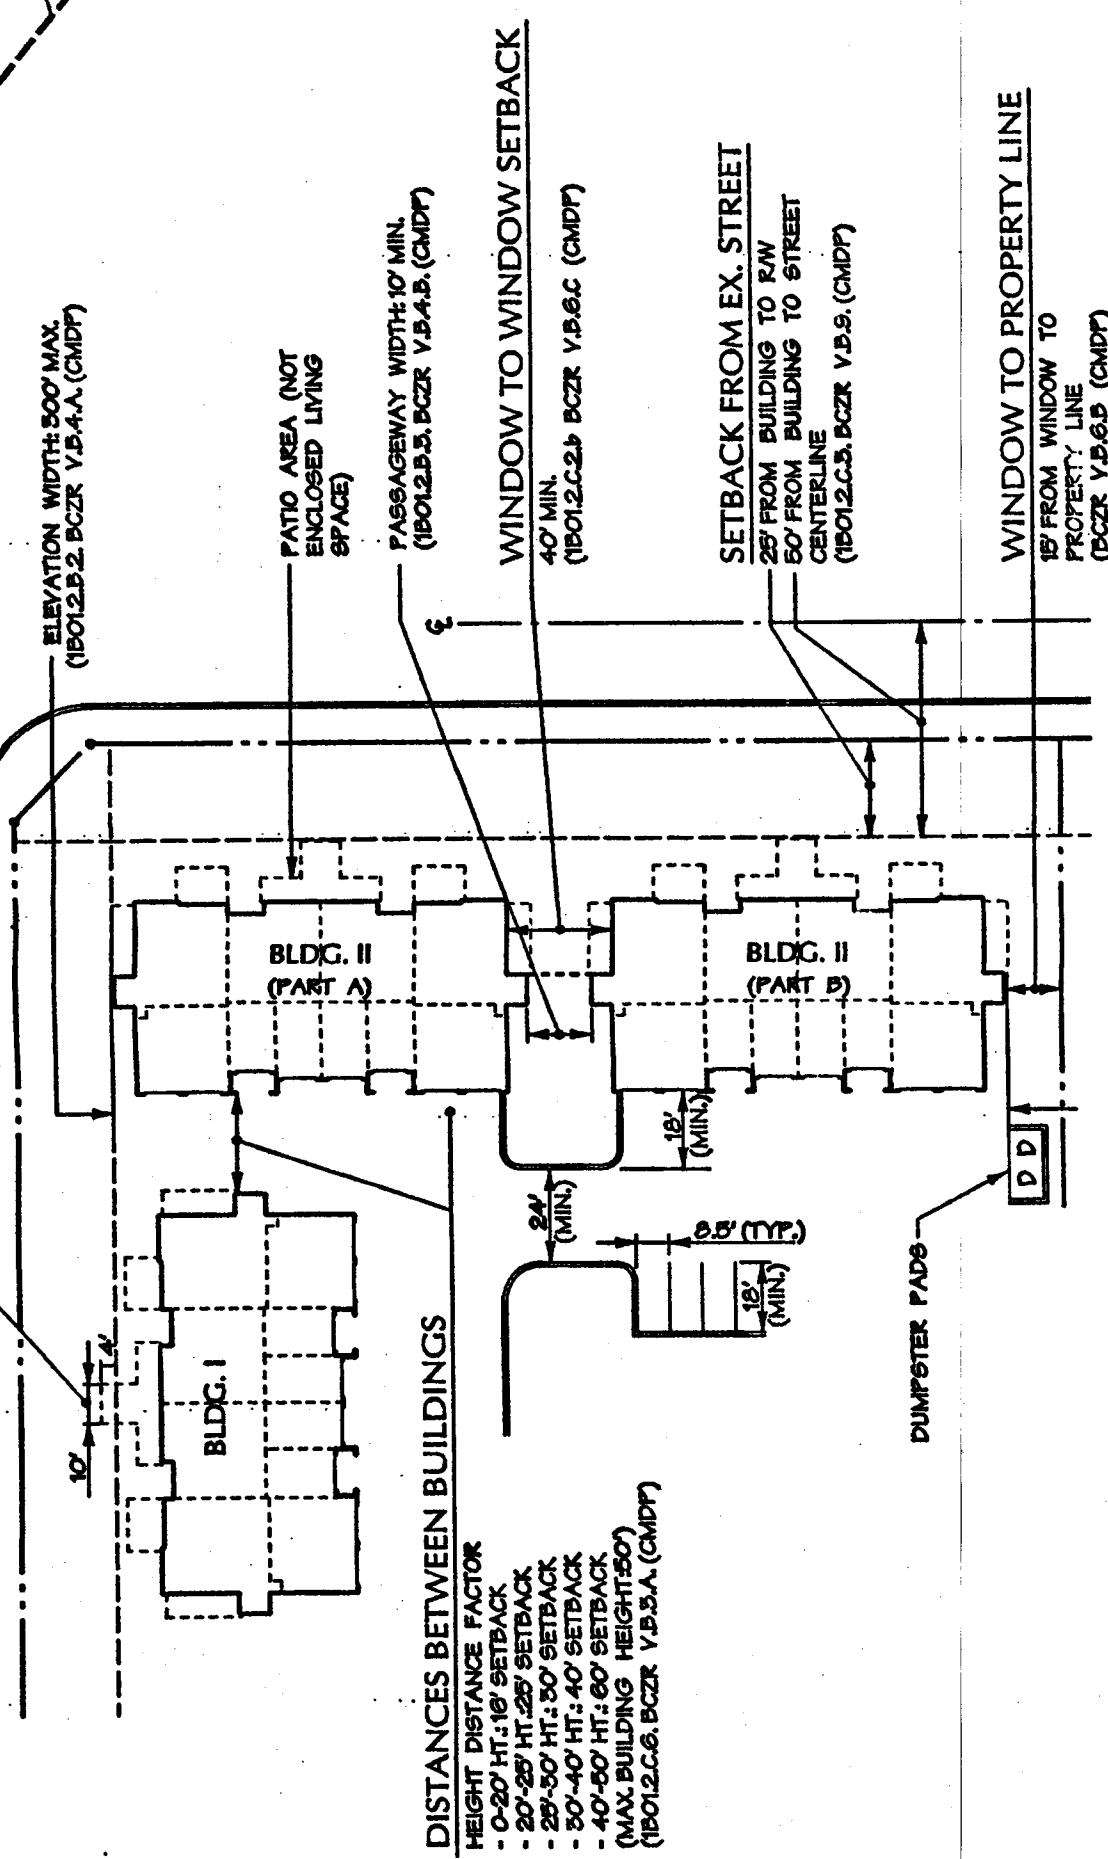 ELEVATION WIDTH: 300' MAX.
(1B01.2.B.2. BCZR V.B.4.A. (CMDP)
PATIO AREA (NOT
ENCLOSED LIVING
SPACE)
PASSAGEWAY WIDTH: 10' MIN.
(1B01.2.B.3. BCZR V.B.4.B. (CMDP)
WINDOW TO WINDOW SETBACK
40' MIN.
(1B01.2.C.2.b BCZR V.B.6.C (CMDP)
SETBACK FROM EX. STREET
25' FROM BUILDING TO R/W
50' FROM BUILDING TO STREET
CENTERLINE
(1B01.2.C.3. BCZR V.B.9. (CMDP)
WINDOW TO PROPERTY LINE
15' FROM WINDOW TO
PROPERTY LINE
(BCZR V.B.6.B (CMDP)
℄
BLDG. II
(PART A)
BLDG. II
(PART B)
18'
(MIN.)
24'
(MIN.)
8.5' (TYP.)
18'
(MIN.)
D D
DUMPSTER PADS
10'
4'
BLDG. I
DISTANCES BETWEEN BUILDINGS
HEIGHT DISTANCE FACTOR
- 0-20' HT.: 16' SETBACK
- 20'-25' HT.: 25' SETBACK
- 25'-30' HT.: 30' SETBACK
- 30'-40' HT.: 40' SETBACK
- 40'-50' HT.: 60' SETBACK
(MAX. BUILDING HEIGHT: 50')
(1B01.2.C.6. BCZR V.B.3.A. (CMDP)